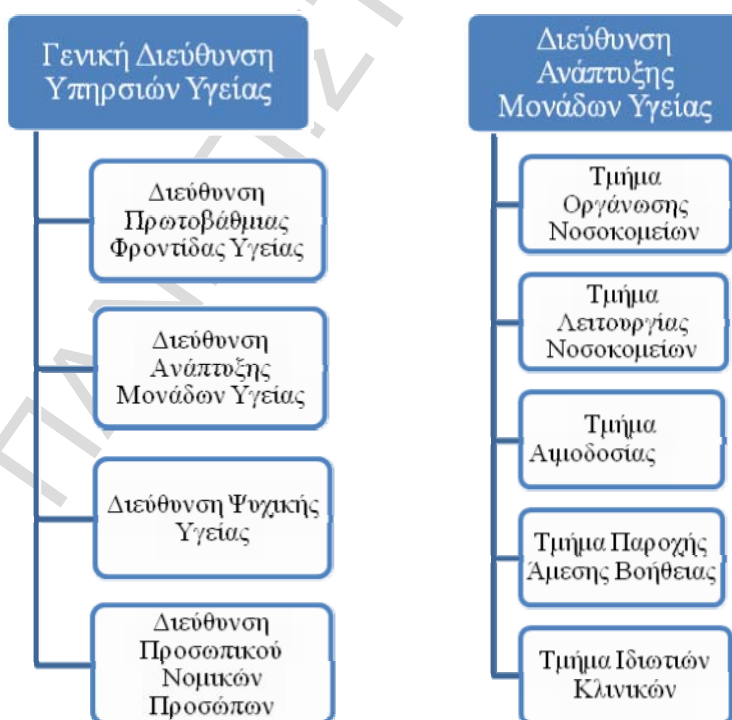 Γενική Διεύθυνση
Υπηρσιών Υγείας
Διεύθυνση
Πρωτοβάθμιας
Φροντίδας Υγείας
Διεύθυνση
Ανάπτυξης
Μονάδων Υγείας
Διεύθυνση Ψυχικής
Υγείας
Διεύθυνση
Προσωπικού
Νομικών
Προσώπων
Διεύθυνση
Ανάπτυξης
Μονάδων Υγείας
Τμήμα
Οργάνωσης
Νοσοκομείων
Τμήμα
Λειτουργίας
Νοσοκομείων
Τμήμα
Αιμοδοσίας
Τμήμα Παροχής
Άμεσης Βοήθειας
Τμήμα Ιδιωτιών
Κλινικών